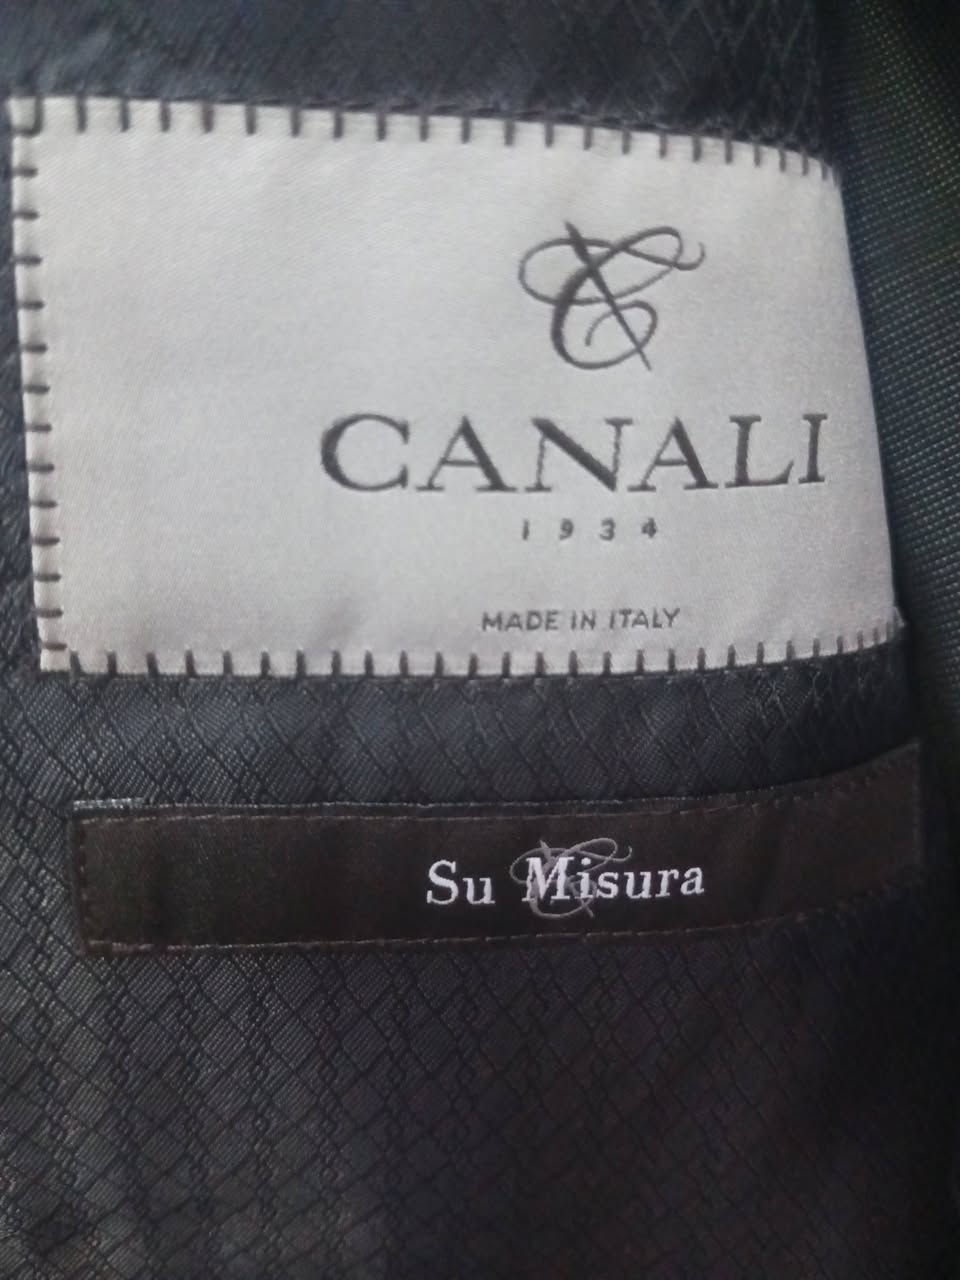 CANALI
1934
MADE IN ITALY
Su Misura